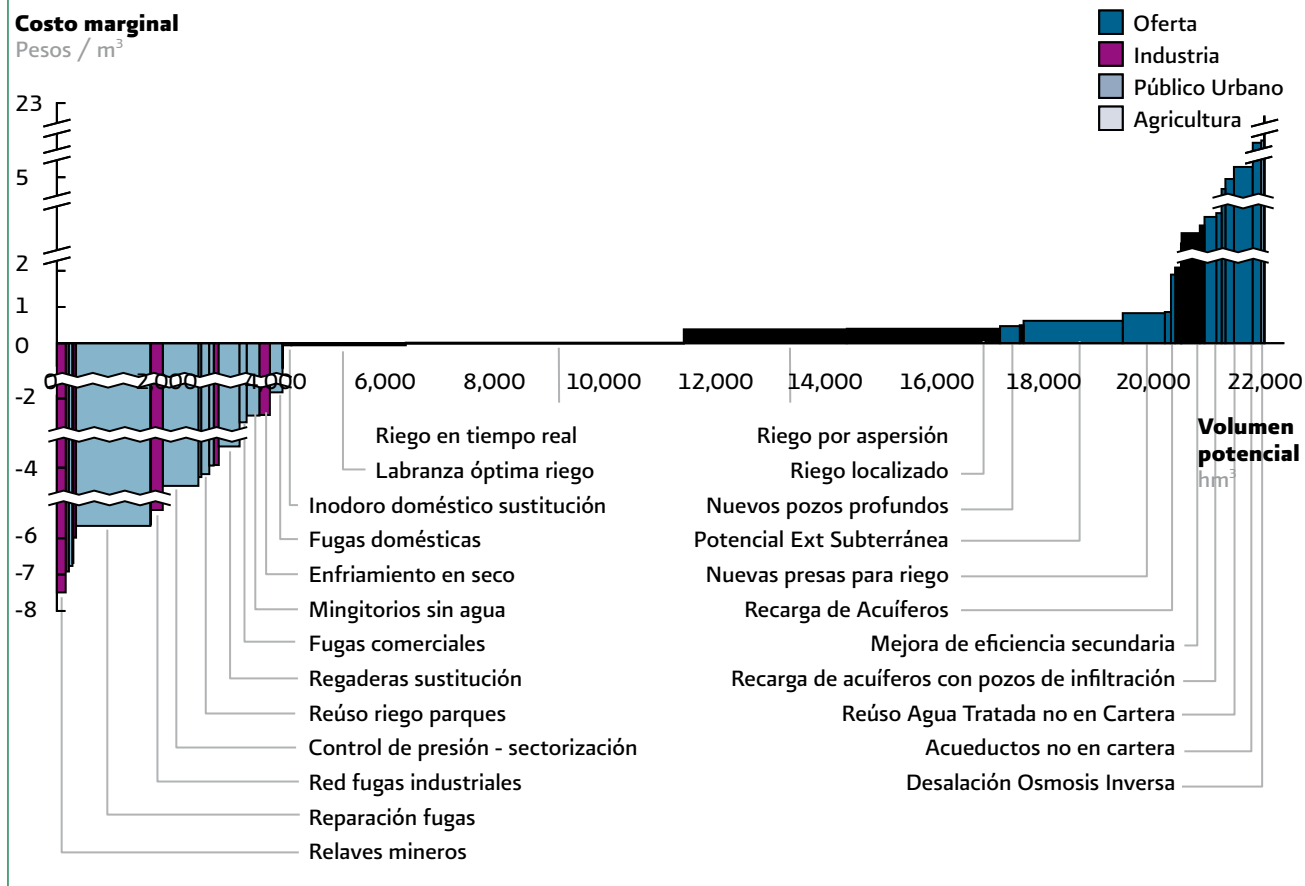 Costo marginal
Pesos / m³
Oferta
Industria
Público Urbano
Agricultura
23
5
2
1
0
-2
-4
-6
-7
-8
0
2000
4000
6,000
8,000
10,000
12,000
14,000
16,000
18,000
20,000
22,000
Volumen
potencial
hm³
Riego en tiempo real
Labranza óptima riego
Inodoro doméstico sustitución
Fugas domésticas
Enfriamiento en seco
Mingitorios sin agua
Fugas comerciales
Regaderas sustitución
Reúso riego parques
Control de presión - sectorización
Red fugas industriales
Reparación fugas
Relaves mineros
Riego por aspersión
Riego localizado
Nuevos pozos profundos
Potencial Ext Subterránea
Nuevas presas para riego
Recarga de Acuíferos
Mejora de eficiencia secundaria
Recarga de acuíferos con pozos de infiltración
Reúso Agua Tratada no en Cartera
Acueductos no en cartera
Desalación Osmosis Inversa